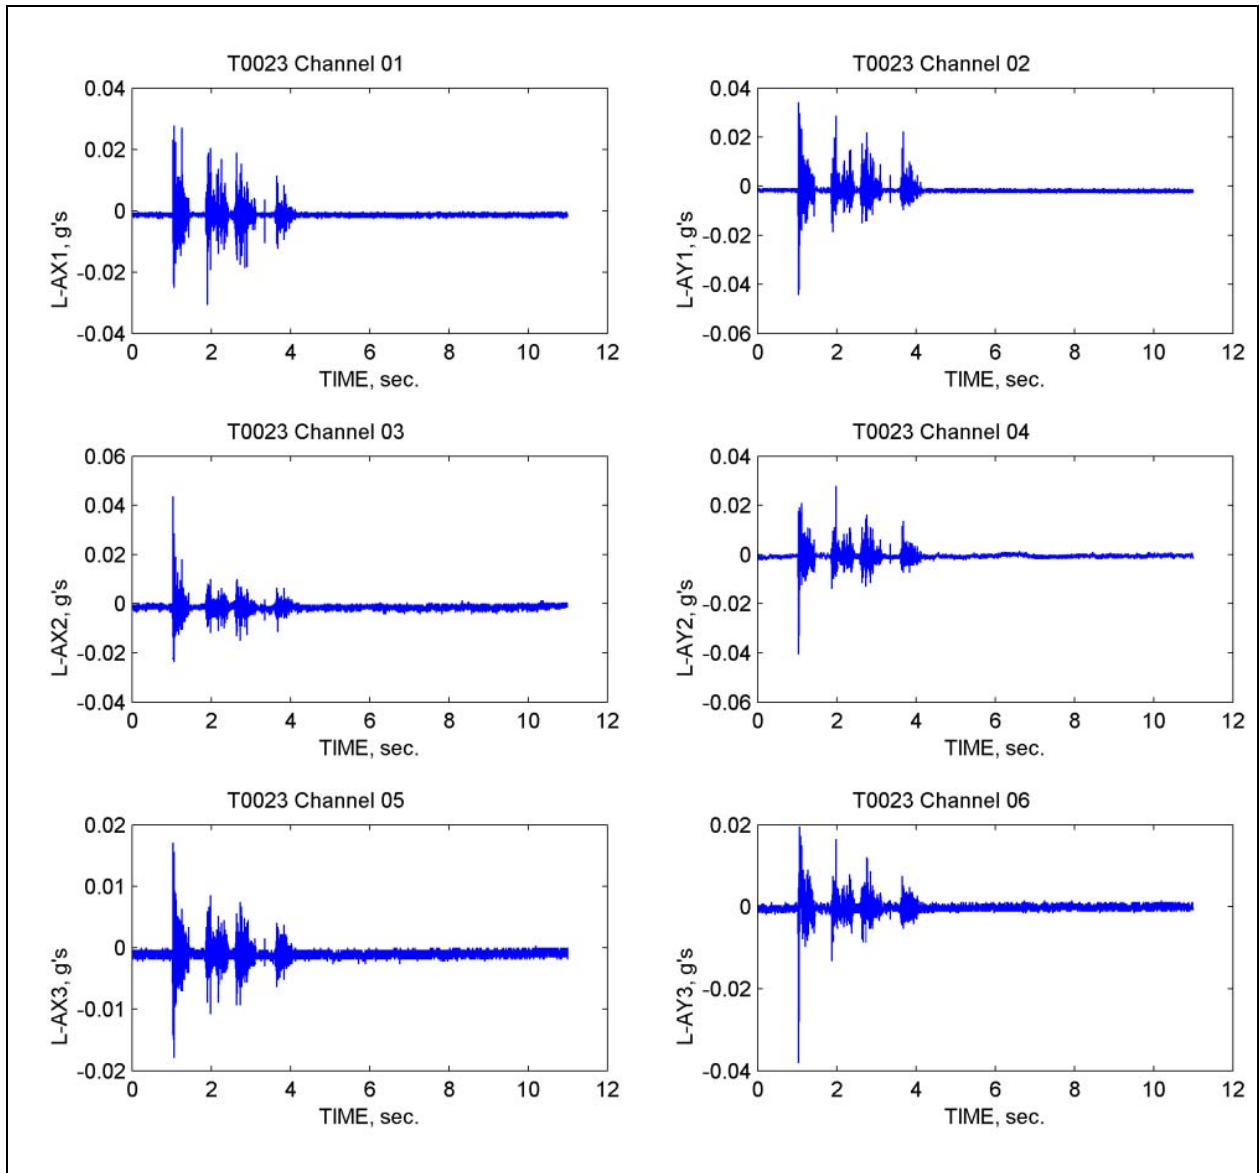 T0023 Channel 01
0.04
0.02
0
-0.02
-0.04
L-AX1, g's
0 2 4 6 8 10 12
TIME, sec.
T0023 Channel 02
0.04
0.02
0
-0.02
-0.04
-0.06
L-AY1, g's
0 2 4 6 8 10 12
TIME, sec.
T0023 Channel 03
0.06
0.04
0.02
0
-0.02
-0.04
L-AX2, g's
0 2 4 6 8 10 12
TIME, sec.
T0023 Channel 04
0.04
0.02
0
-0.02
-0.04
-0.06
L-AY2, g's
0 2 4 6 8 10 12
TIME, sec.
T0023 Channel 05
0.02
0.01
0
-0.01
-0.02
L-AX3, g's
0 2 4 6 8 10 12
TIME, sec.
T0023 Channel 06
0.02
0
-0.02
-0.04
L-AY3, g's
0 2 4 6 8 10 12
TIME, sec.